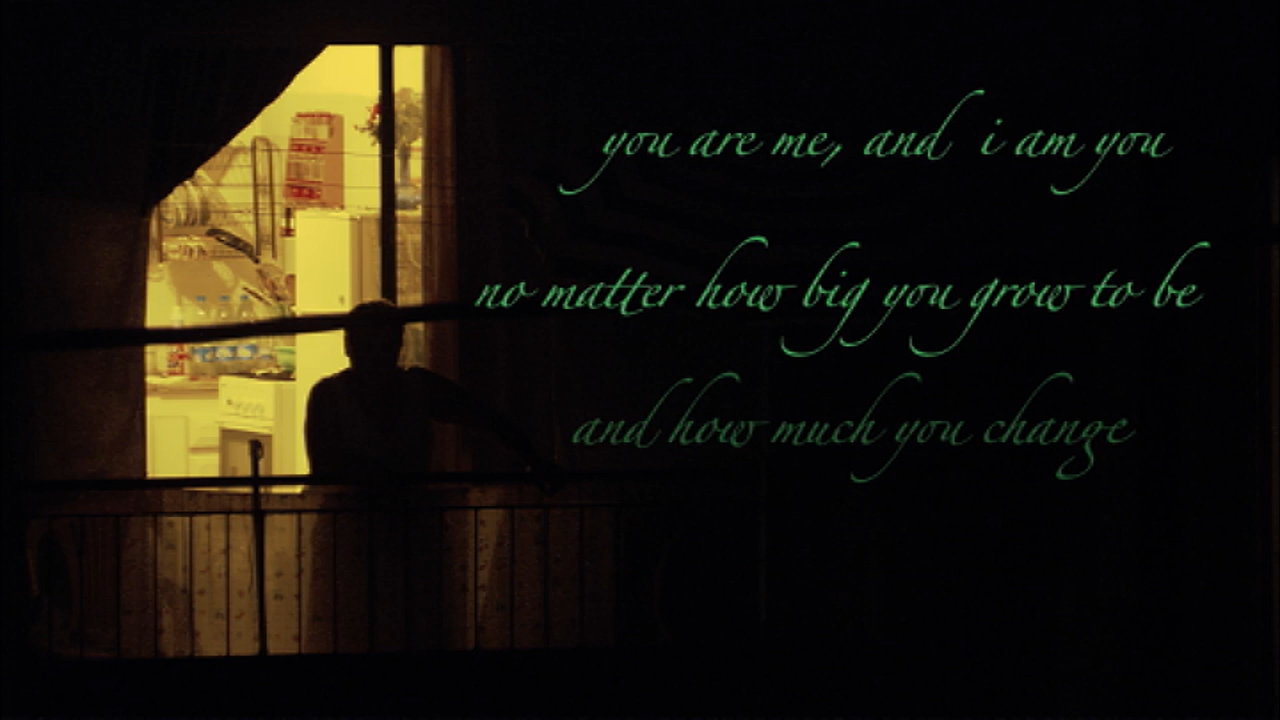 you are me, and i am you
no matter how big you grow to be
and how much you change